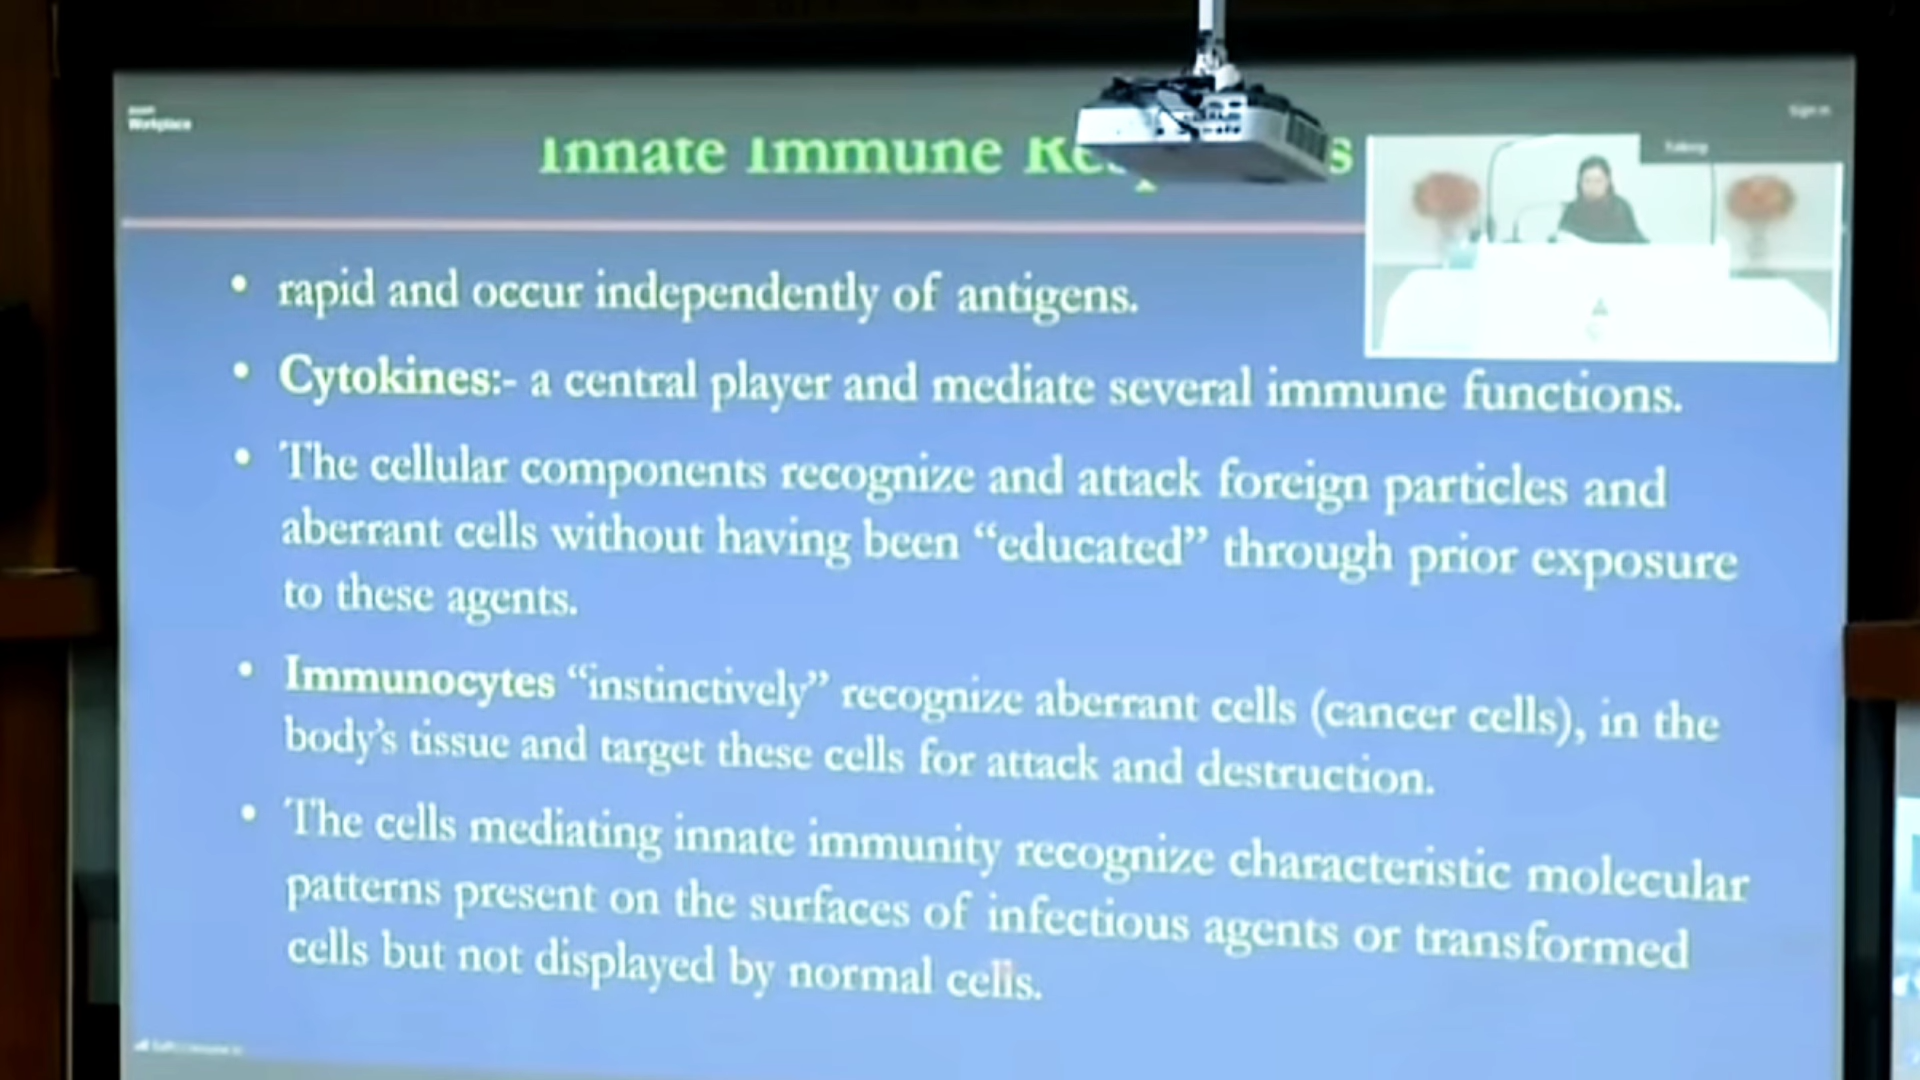 Workplace
Sign in
Innate Immune
Talking
• rapid and occur independently of antigens.
• Cytokines:- a central player and mediate several immune functions.
• The cellular components recognize and attack foreign particles and
aberrant cells without having been “educated” through prior exposure
to these agents.
• Immunocytes “instinctively” recognize aberrant cells (cancer cells), in the
body’s tissue and target these cells for attack and destruction.
• The cells mediating innate immunity recognize characteristic molecular
patterns present on the surfaces of infectious agents or transformed
cells but not displayed by normal cells.